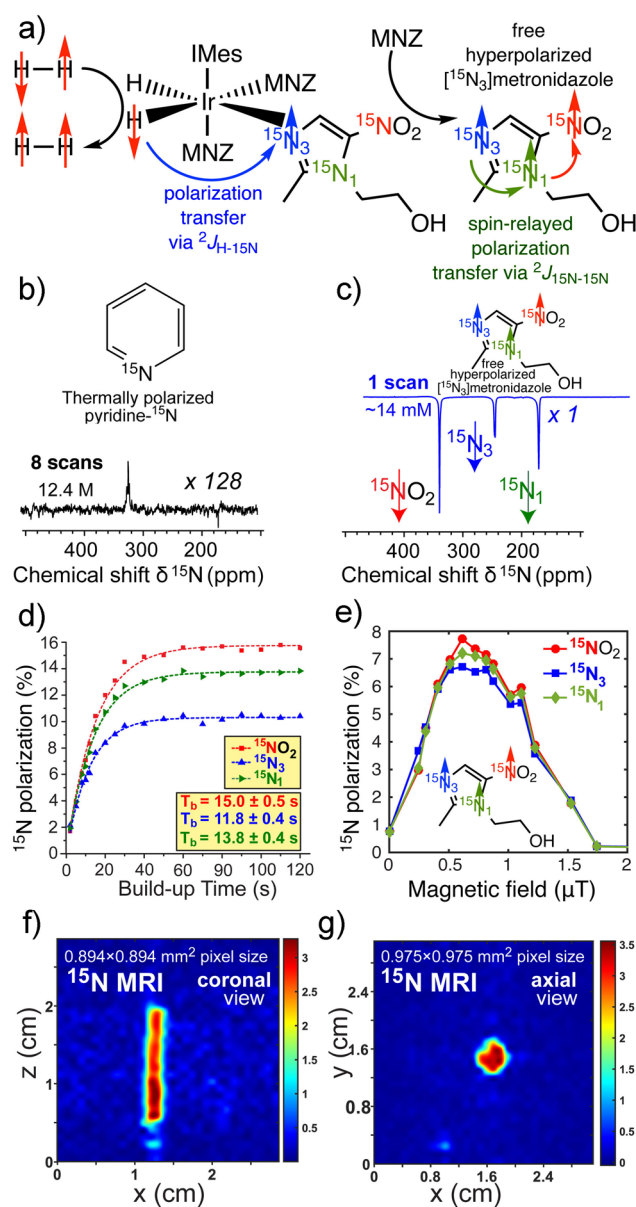 a)
H–H
H–H
IMes
H
MNZ
Ir
H
MNZ
¹⁵N₃
¹⁵NO₂
¹⁵N₁
OH
polarization
transfer
via ²J_H-15N
MNZ
free
hyperpolarized
[¹⁵N₃]metronidazole
¹⁵N₃
¹⁵NO₂
¹⁵N₁
OH
spin-relayed
polarization
transfer via ²J_15N-15N
b)
¹⁵N
Thermally polarized
pyridine-¹⁵N
8 scans
12.4 M
x 128
400 200
Chemical shift δ ¹⁵N (ppm)
c)
¹⁵N₃
¹⁵NO₂
¹⁵N₁
OH
free
hyperpolarized
[¹⁵N₃]metronidazole
1 scan
~14 mM
x 1
¹⁵N₃
¹⁵NO₂
¹⁵N₁
400 200
Chemical shift δ ¹⁵N (ppm)
d)
¹⁵N polarization (%)
16
14
12
10
8
6
4
2
0
¹⁵NO₂
¹⁵N₃
¹⁵N₁
T_b = 15.0 ± 0.5 s
T_b = 11.8 ± 0.4 s
T_b = 13.8 ± 0.4 s
0 20 40 60 80 100 120
Build-up Time (s)
e)
¹⁵N polarization (%)
8
7
6
5
4
3
2
1
0
¹⁵NO₂
¹⁵N₃
¹⁵N₁
¹⁵N₃
¹⁵NO₂
¹⁵N₁
OH
0 0.5 1 1.5 2
Magnetic field (µT)
f)
0.894×0.894 mm² pixel size
¹⁵N MRI coronal
view
z (cm)
2
1
0
0 1 2
x (cm)
3
2.5
2
1.5
1
0.5
g)
0.975×0.975 mm² pixel size
¹⁵N MRI axial
view
y (cm)
2.4
1.6
0.8
0
0 0.8 1.6 2.4
x (cm)
3.5
3
2.5
2
1.5
1
0.5
0